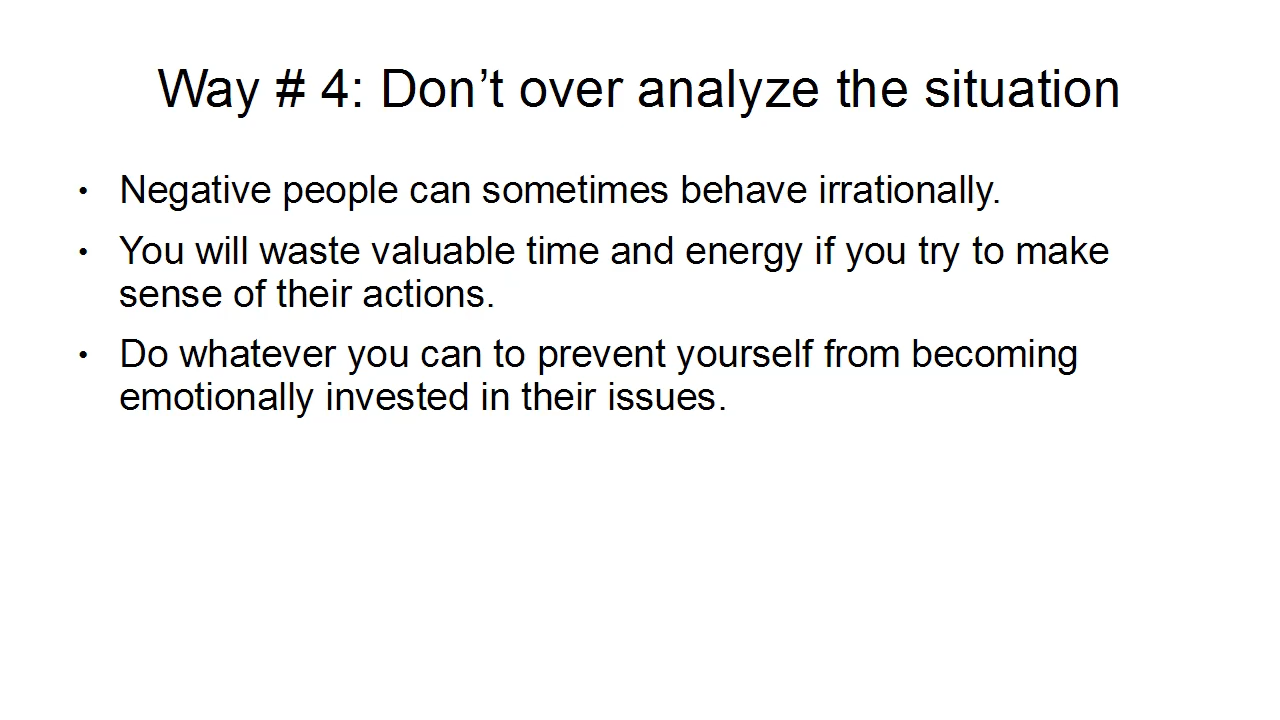 Way # 4: Don’t over analyze the situation
• Negative people can sometimes behave irrationally.
• You will waste valuable time and energy if you try to make
sense of their actions.
• Do whatever you can to prevent yourself from becoming
emotionally invested in their issues.